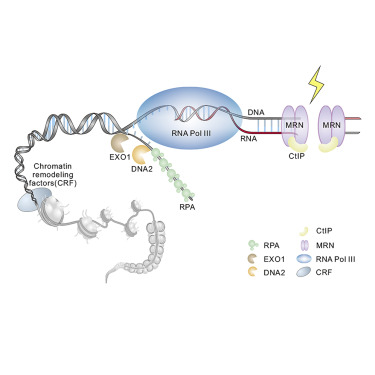 DNA
RNA Pol III
MRN
MRN
RNA
EXO1
CtIP
DNA2
Chromatin
remodeling
factors(CRF)
RPA
CtIP
RPA
MRN
EXO1
RNA Pol III
DNA2
CRF